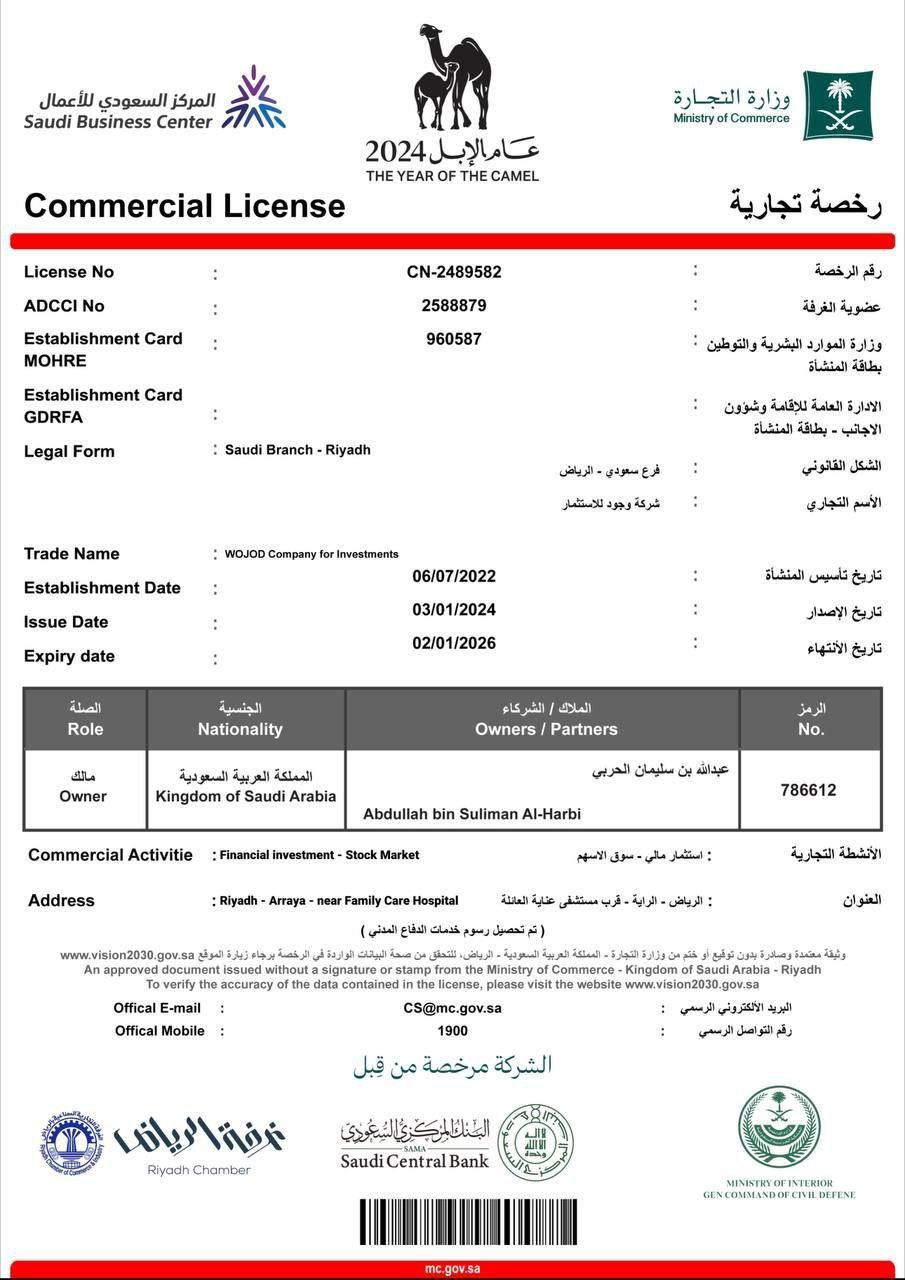 المركز السعودي للأعمال
Saudi Business Center
عام الإبل 2024
THE YEAR OF THE CAMEL
وزارة التجارة
Ministry of Commerce
Commercial License
رخصة تجارية
License No : CN-2489582 : رقم الرخصة
ADCCI No : 2588879 : عضوية الغرفة
Establishment Card
MOHRE : 960587 : وزارة الموارد البشرية والتوطين
بطاقة المنشأة
Establishment Card
GDRFA : : الادارة العامة للإقامة وشؤون
الاجانب - بطاقة المنشأة
Legal Form : Saudi Branch - Riyadh
فرع سعودي - الرياض : الشكل القانوني
شركة وجود للاستثمار : الأسم التجاري
Trade Name : WOJOD Company for Investments
Establishment Date : 06/07/2022 : تاريخ تأسيس المنشأة
Issue Date : 03/01/2024 : تاريخ الإصدار
Expiry date : 02/01/2026 : تاريخ الأنتهاء
الصلة الجنسية الملاك / الشركاء الرمز
Role Nationality Owners / Partners No.
مالك المملكة العربية السعودية عبدالله بن سليمان الحربي
Owner Kingdom of Saudi Arabia Abdullah bin Suliman Al-Harbi 786612
Commercial Activitie : Financial investment - Stock Market استثمار مالي - سوق الاسهم : الأنشطة التجارية
Address : Riyadh - Arraya - near Family Care Hospital الرياض - الراية - قرب مستشفى عناية العائلة : العنوان
( تم تحصيل رسوم خدمات الدفاع المدني )
وثيقة معتمدة وصادرة بدون توقيع أو ختم من وزارة التجارة - المملكة العربية السعودية - الرياض، للتحقق من صحة البيانات الواردة في الرخصة برجاء زيارة الموقع www.vision2030.gov.sa
An approved document issued without a signature or stamp from the Ministry of Commerce - Kingdom of Saudi Arabia - Riyadh
To verify the accuracy of the data contained in the license, please visit the website www.vision2030.gov.sa
Offical E-mail : CS@mc.gov.sa : البريد الألكتروني الرسمي
Offical Mobile : 1900 : رقم التواصل الرسمي
الشركة مرخصة من قِبل
غرفة الرياض
Riyadh Chamber
البنك المركزي السعودي
SAMA
Saudi Central Bank
MINISTRY OF INTERIOR
GEN COMMAND OF CIVIL DEFENE
mc.gov.sa